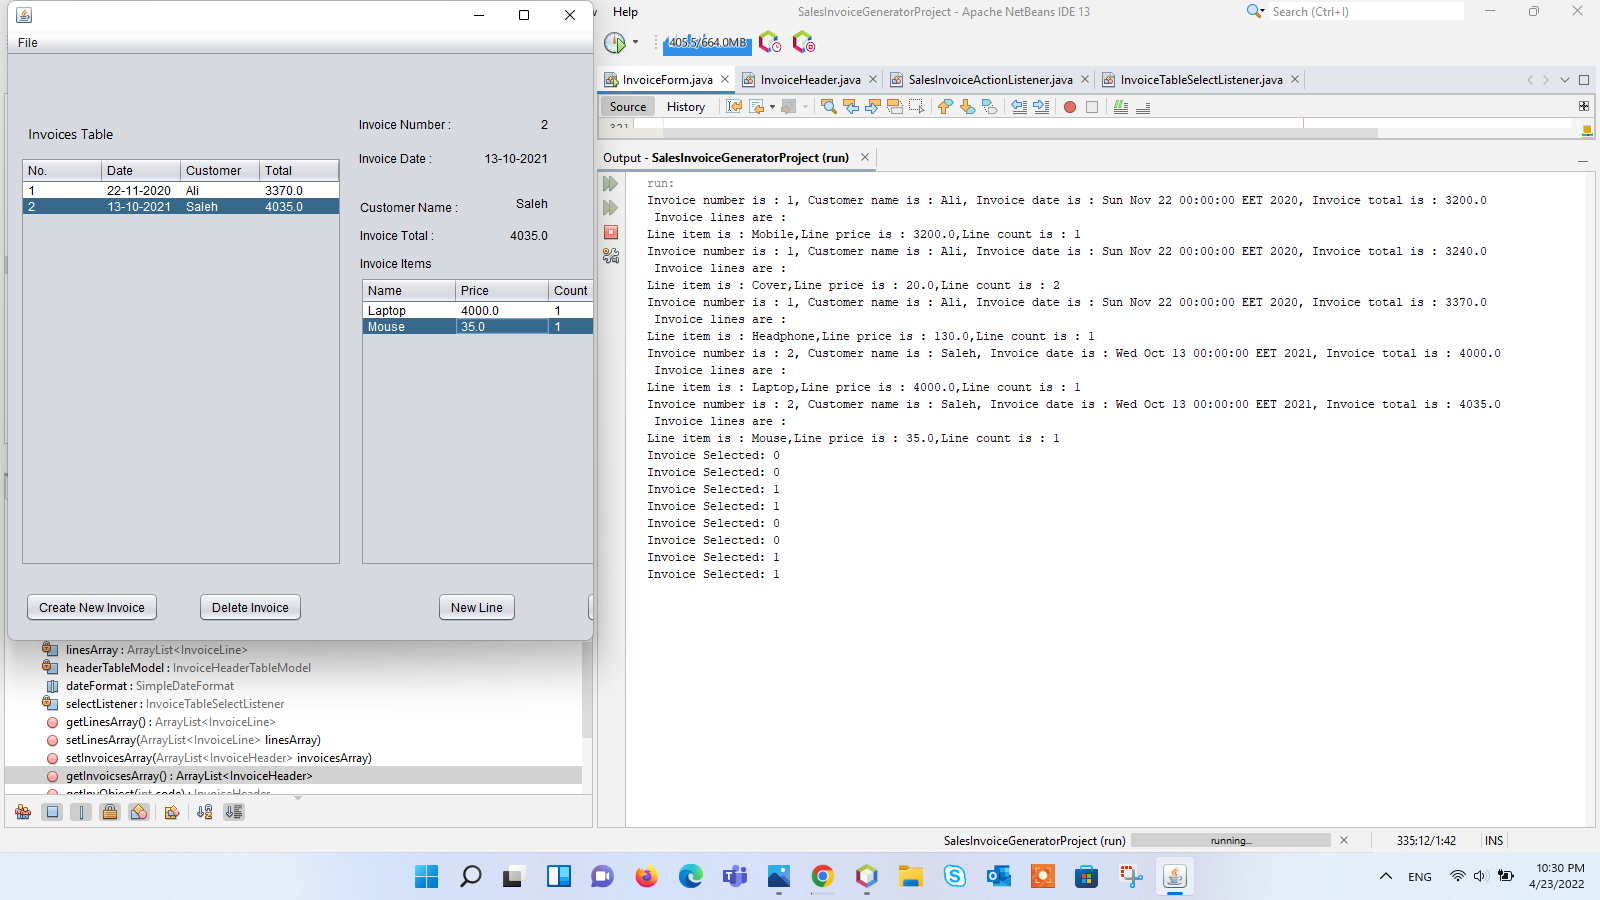 File
Invoices Table
No. Date Customer Total
1 22-11-2020 Ali 3370.0
2 13-10-2021 Saleh 4035.0
Invoice Number : 2
Invoice Date : 13-10-2021
Customer Name : Saleh
Invoice Total : 4035.0
Invoice Items
Name Price Count
Laptop 4000.0 1
Mouse 35.0 1
Create New Invoice Delete Invoice New Line
linesArray : ArrayList<InvoiceLine>
headerTableModel : InvoiceHeaderTableModel
dateFormat : SimpleDateFormat
selectListener : InvoiceTableSelectListener
getLinesArray() : ArrayList<InvoiceLine>
setLinesArray(ArrayList<InvoiceLine> linesArray)
setInvoicesArray(ArrayList<InvoiceHeader> invoicesArray)
getInvoicsesArray() : ArrayList<InvoiceHeader>
Help SalesInvoiceGeneratorProject - Apache NetBeans IDE 13 Search (Ctrl+I)
405.5/664.0MB
InvoiceForm.java InvoiceHeader.java SalesInvoiceActionListener.java InvoiceTableSelectListener.java
Source History
Output - SalesInvoiceGeneratorProject (run)
run:
Invoice number is : 1, Customer name is : Ali, Invoice date is : Sun Nov 22 00:00:00 EET 2020, Invoice total is : 3200.0
Invoice lines are :
Line item is : Mobile,Line price is : 3200.0,Line count is : 1
Invoice number is : 1, Customer name is : Ali, Invoice date is : Sun Nov 22 00:00:00 EET 2020, Invoice total is : 3240.0
Invoice lines are :
Line item is : Cover,Line price is : 20.0,Line count is : 2
Invoice number is : 1, Customer name is : Ali, Invoice date is : Sun Nov 22 00:00:00 EET 2020, Invoice total is : 3370.0
Invoice lines are :
Line item is : Headphone,Line price is : 130.0,Line count is : 1
Invoice number is : 2, Customer name is : Saleh, Invoice date is : Wed Oct 13 00:00:00 EET 2021, Invoice total is : 4000.0
Invoice lines are :
Line item is : Laptop,Line price is : 4000.0,Line count is : 1
Invoice number is : 2, Customer name is : Saleh, Invoice date is : Wed Oct 13 00:00:00 EET 2021, Invoice total is : 4035.0
Invoice lines are :
Line item is : Mouse,Line price is : 35.0,Line count is : 1
Invoice Selected: 0
Invoice Selected: 0
Invoice Selected: 1
Invoice Selected: 1
Invoice Selected: 0
Invoice Selected: 0
Invoice Selected: 1
Invoice Selected: 1
SalesInvoiceGeneratorProject (run) running... 335:12/1:42 INS
ENG 10:30 PM
4/23/2022